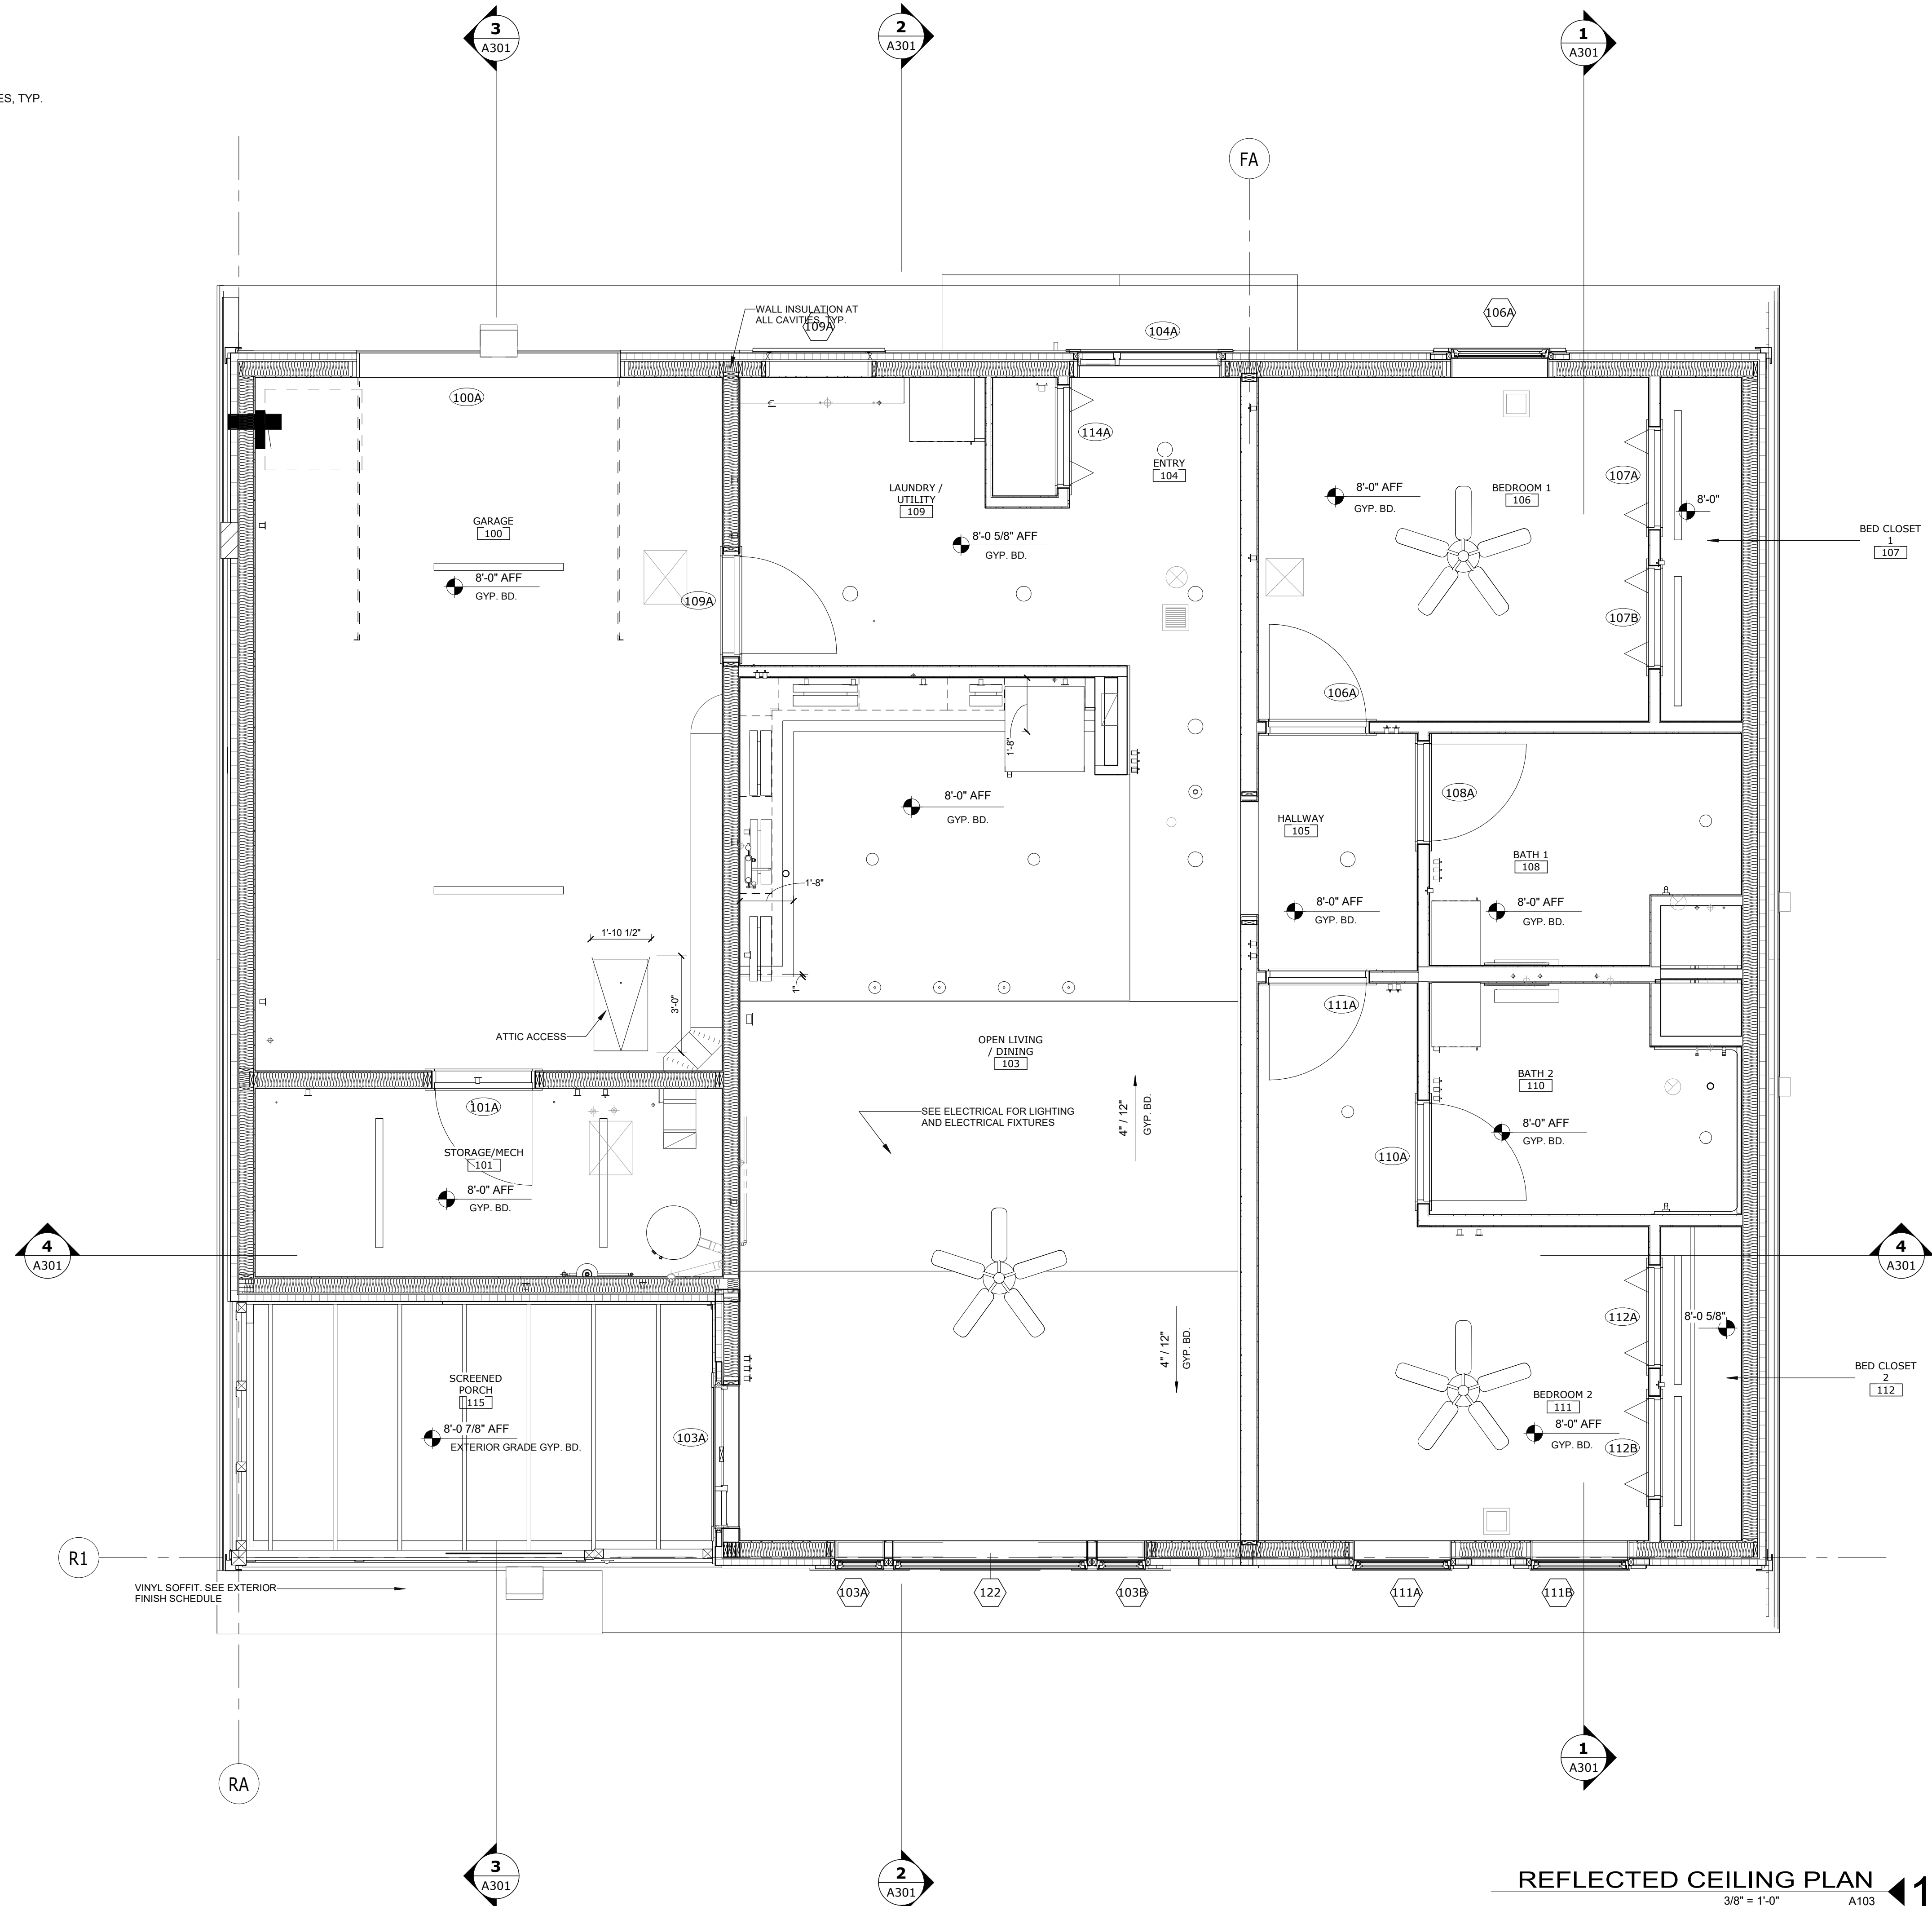 3
A301
2
A301
1
A301
ES, TYP.
FA
WALL INSULATION AT
ALL CAVITIES, TYP.
109A
104A
106A
100A
114A
ENTRY
104
LAUNDRY /
UTILITY
109
8'-0 5/8" AFF
GYP. BD.
GARAGE
100
8'-0" AFF
GYP. BD.
109A
8'-0" AFF
GYP. BD.
BEDROOM 1
106
107A
8'-0"
BED CLOSET
1
107
107B
106A
1'-8"
8'-0" AFF
GYP. BD.
1'-8"
1"
HALLWAY
105
8'-0" AFF
GYP. BD.
108A
BATH 1
108
8'-0" AFF
GYP. BD.
1'-10 1/2"
3'-0"
ATTIC ACCESS
OPEN LIVING
/ DINING
103
111A
BATH 2
110
8'-0" AFF
GYP. BD.
110A
SEE ELECTRICAL FOR LIGHTING
AND ELECTRICAL FIXTURES
4" / 12"
GYP. BD.
101A
STORAGE/MECH
101
8'-0" AFF
GYP. BD.
4
A301
4
A301
4" / 12"
GYP. BD.
112A
8'-0 5/8"
BED CLOSET
2
112
SCREENED
PORCH
115
8'-0 7/8" AFF
EXTERIOR GRADE GYP. BD.
103A
BEDROOM 2
111
8'-0" AFF
GYP. BD.
112B
R1
VINYL SOFFIT. SEE EXTERIOR
FINISH SCHEDULE
103A
122
103B
111A
111B
RA
1
A301
3
A301
2
A301
REFLECTED CEILING PLAN
3/8" = 1'-0"
A103
1